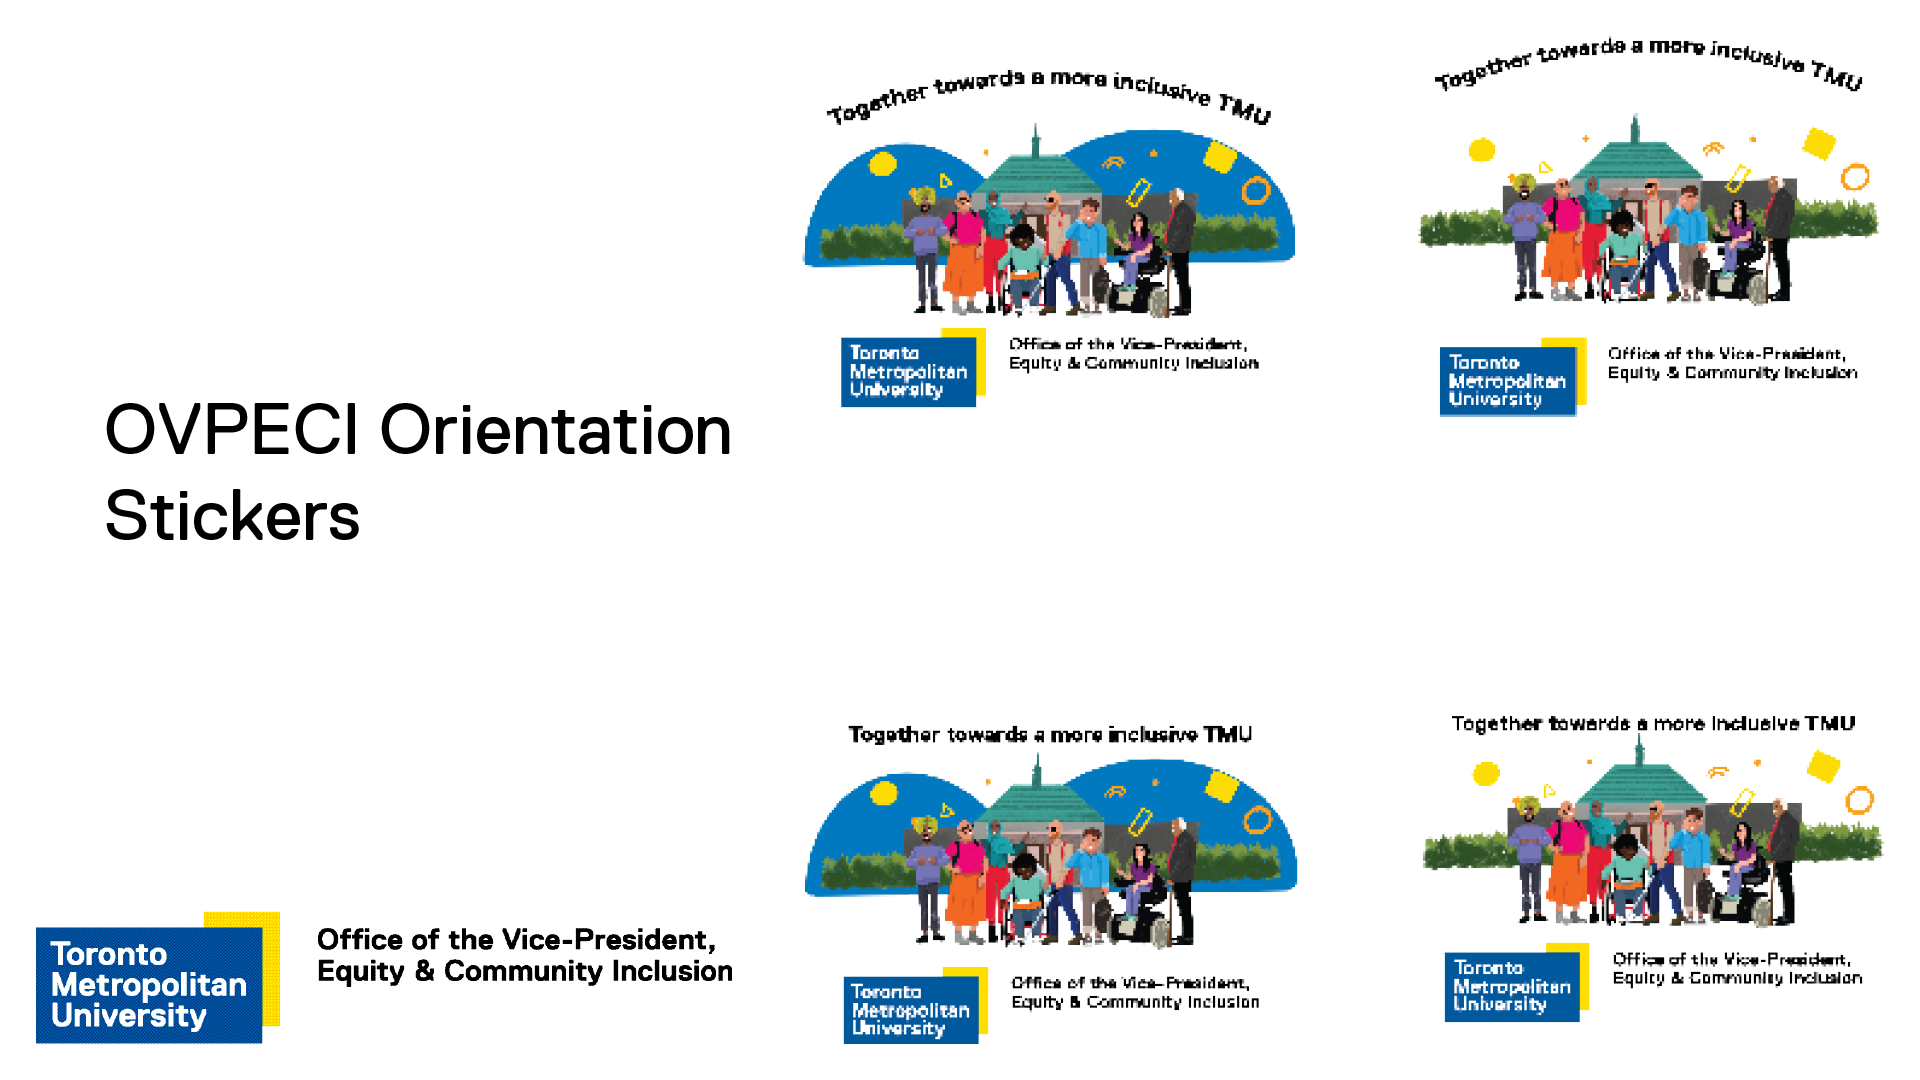 OVPECI Orientation
Stickers
Toronto
Metropolitan
University
Office of the Vice-President,
Equity & Community Inclusion
Together towards a more inclusive TMU
Toronto
Metropolitan
University
Office of the Vice-President,
Equity & Community Inclusion
Together towards a more inclusive TMU
Toronto
Metropolitan
University
Office of the Vice-President,
Equity & Community Inclusion
Together towards a more inclusive TMU
Toronto
Metropolitan
University
Office of the Vice-President,
Equity & Community Inclusion
Together towards a more inclusive TMU
Toronto
Metropolitan
University
Office of the Vice-President,
Equity & Community Inclusion